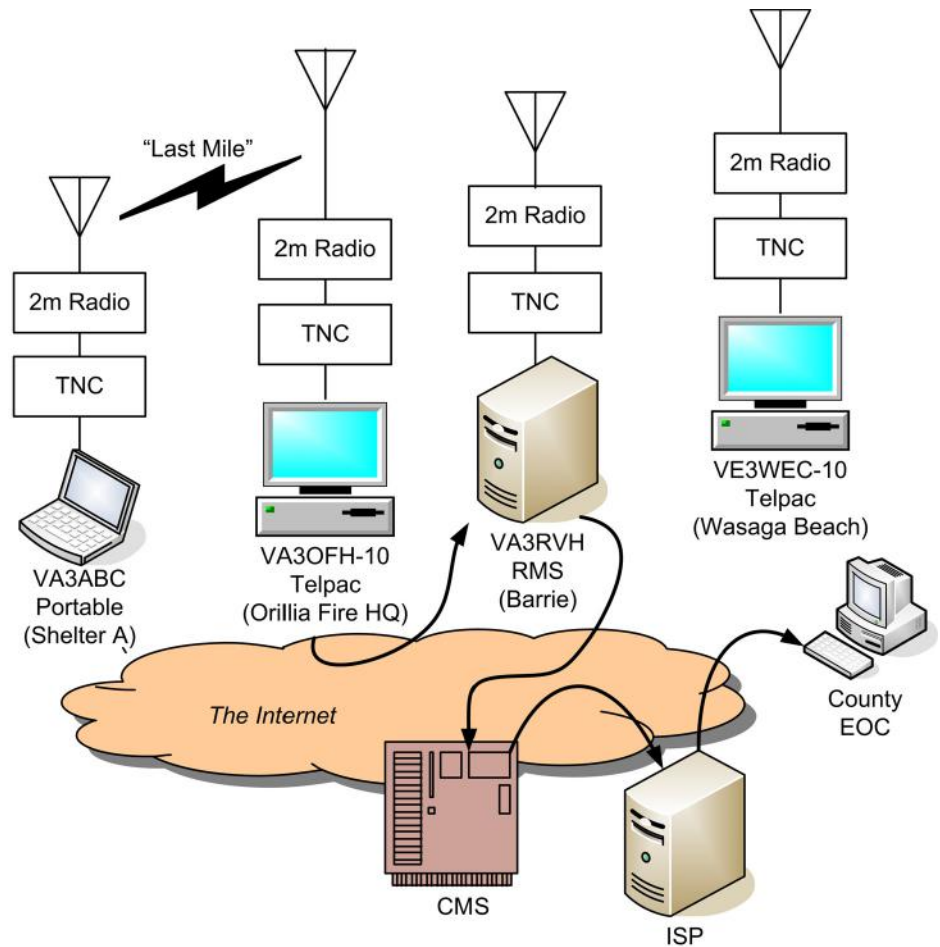 “Last Mile”
2m Radio
TNC
VA3ABC
Portable
(Shelter A)
2m Radio
TNC
VA3OFH-10
Telpac
(Orillia Fire HQ)
2m Radio
TNC
VA3RVH
RMS
(Barrie)
2m Radio
TNC
VE3WEC-10
Telpac
(Wasaga Beach)
The Internet
County
EOC
CMS
ISP